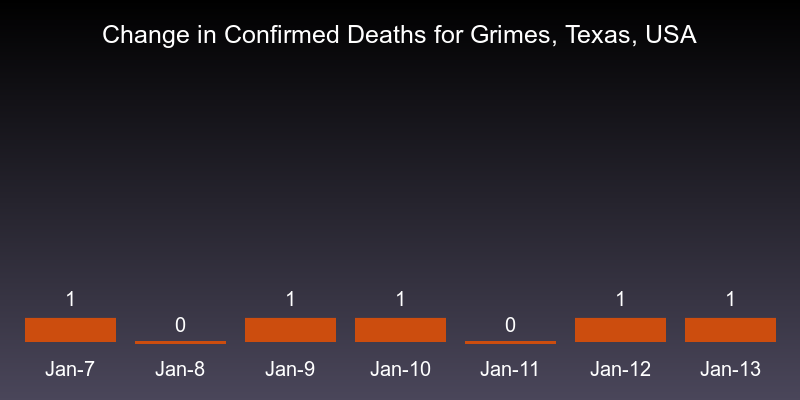 Change in Confirmed Deaths for Grimes, Texas, USA
1 0 1 1 0 1 1
Jan-7 Jan-8 Jan-9 Jan-10 Jan-11 Jan-12 Jan-13